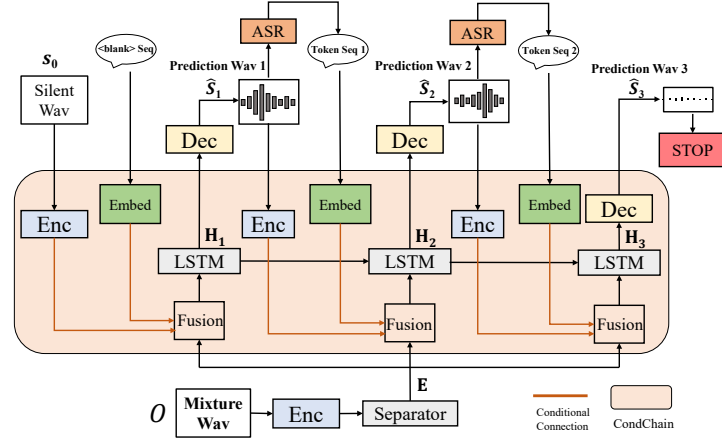 s₀
<blank> Seq
Silent
Wav
ASR
Token Seq 1
Prediction Wav 1
Ŝ₁
Dec
ASR
Token Seq 2
Prediction Wav 2
Ŝ₂
Dec
Prediction Wav 3
Ŝ₃
STOP
Enc
Embed
H₁
LSTM
Fusion
Enc
Embed
H₂
LSTM
Fusion
Enc
Embed
Dec
H₃
LSTM
Fusion
E
O
Mixture
Wav
Enc
Separator
Conditional
Connection
CondChain